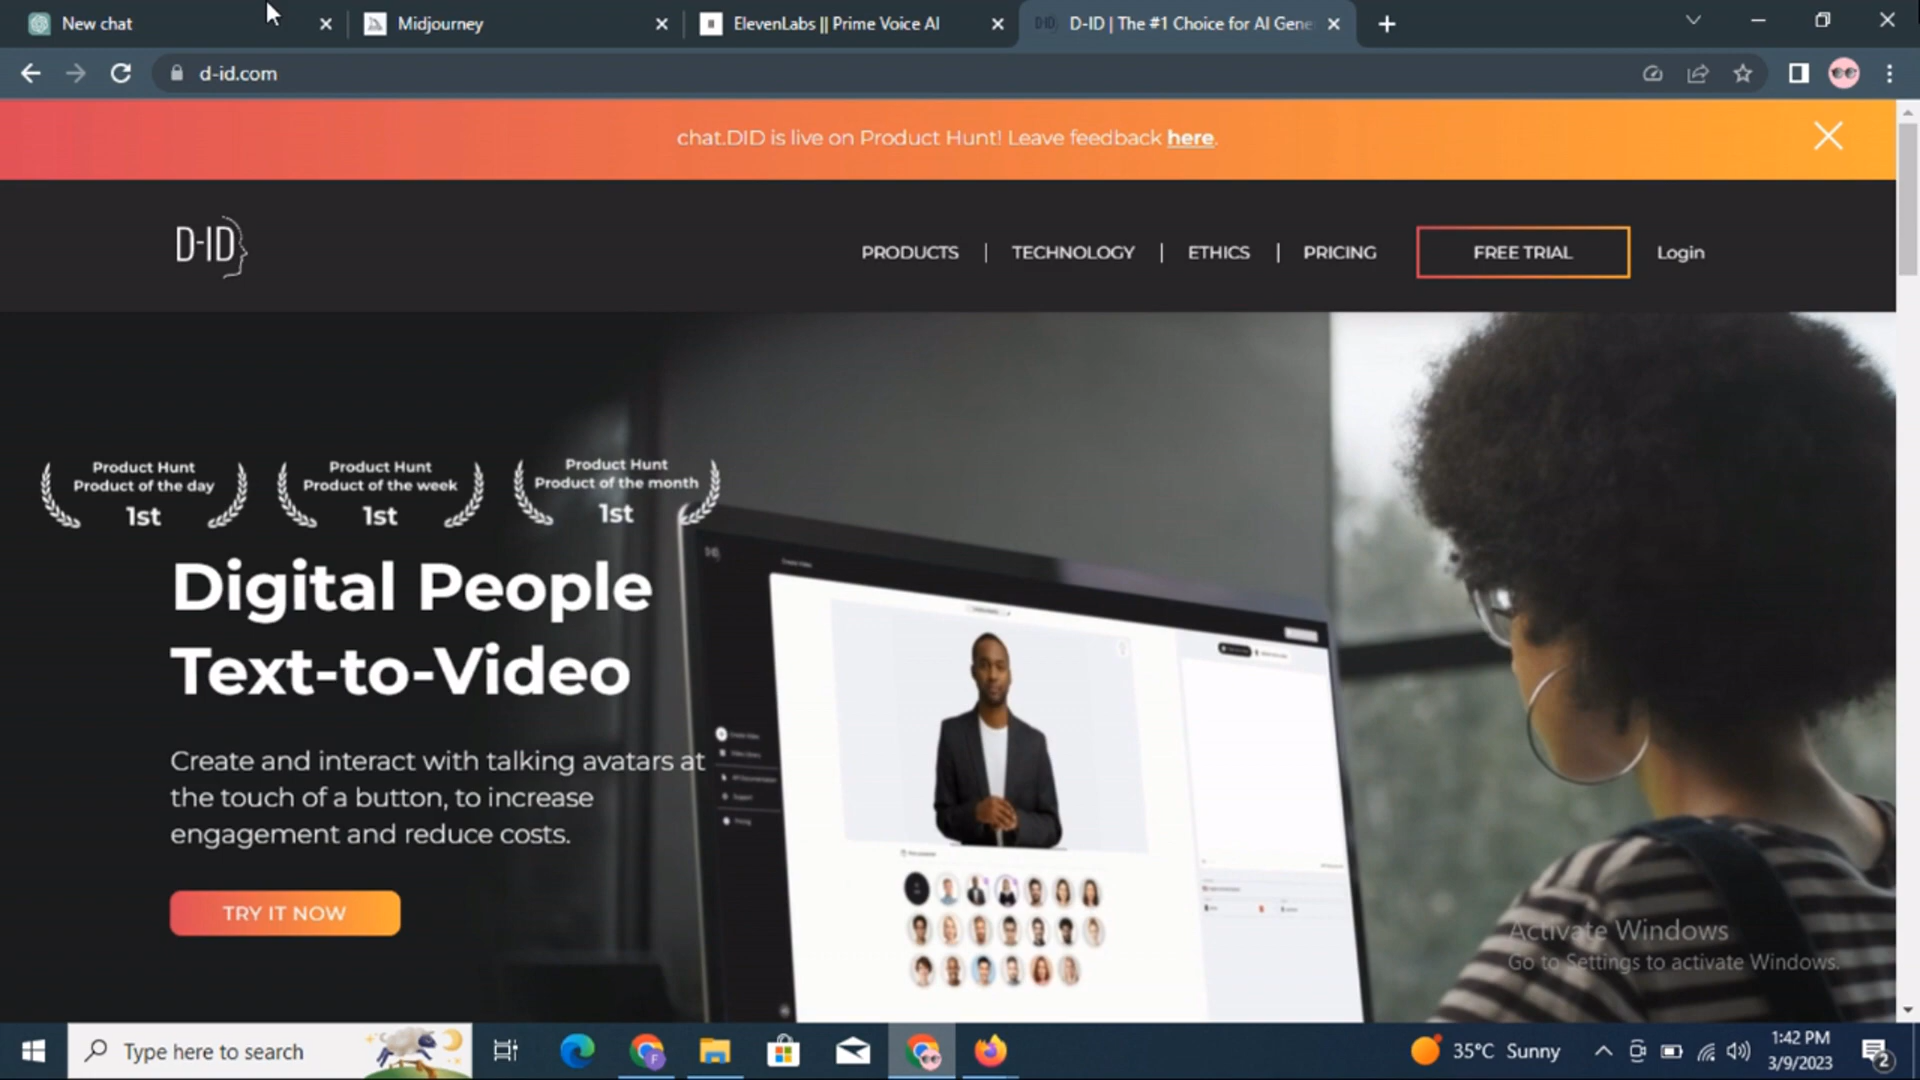 New chat
Midjourney
ElevenLabs || Prime Voice AI
D-ID | The #1 Choice for AI Gene
d-id.com
chat.DID is live on Product Hunt! Leave feedback here.
D-ID
PRODUCTS | TECHNOLOGY | ETHICS | PRICING
FREE TRIAL
Login
Product Hunt
Product of the day
1st
Product Hunt
Product of the week
1st
Product Hunt
Product of the month
1st
Digital People
Text-to-Video
Create and interact with talking avatars at
the touch of a button, to increase
engagement and reduce costs.
TRY IT NOW
Activate Windows
Go to Settings to activate Windows.
Type here to search
F
35°C Sunny
1:42 PM
3/9/2023
2